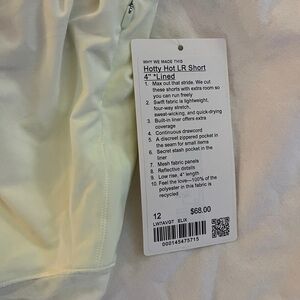 WHY WE MADE THIS
Hotty Hot LR Short
4" *Lined
1. Max out that stride. We cut
these shorts with extra room so
you can run freely
2. Swift fabric is lightweight,
four-way stretch,
sweat-wicking, and quick-drying
3. Built-in liner offers extra
coverage
4. Continuous drawcord
5. A discreet zippered pocket in
the seam for small items
6. Secret stash pocket in the
liner
7. Mesh fabric panels
8. Reflective details
9. Low rise, 4" length
10. Feel the love—100% of the
polyester in this fabric is
recycled
12 $68.00
LW7AVGT ELIX
000145475715